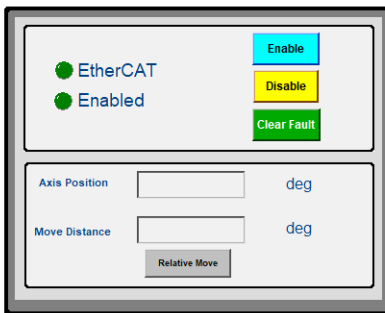 Enable
EtherCAT
Disable
Enabled
Clear Fault
Axis Position deg
Move Distance deg
Relative Move